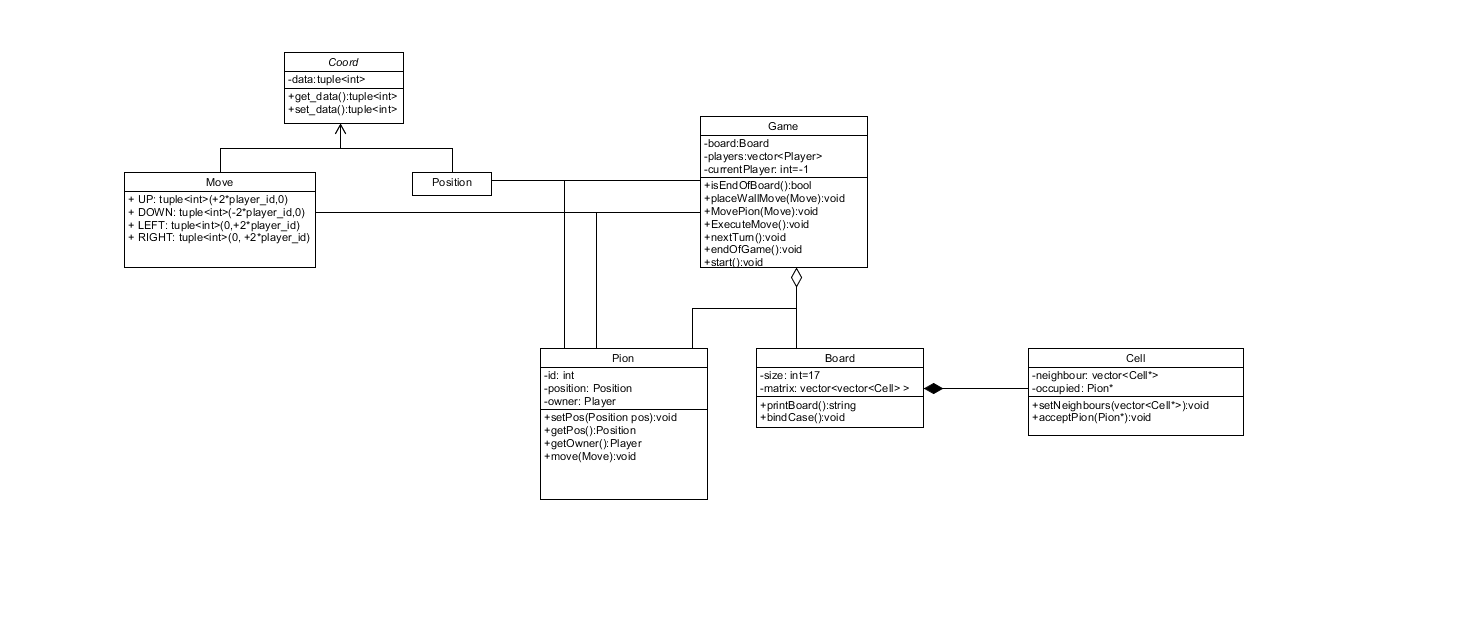 Coord
-data:tuple<int>
+get_data():tuple<int>
+set_data():tuple<int>
Game
-board:Board
-players:vector<Player>
-currentPlayer: int=-1
+isEndOfBoard():bool
+placeWallMove(Move):void
+MovePion(Move):void
+ExecuteMove():void
+nextTurn():void
+endOfGame():void
+start():void
Move
+ UP: tuple<int>(+2*player_id,0)
+ DOWN: tuple<int>(-2*player_id,0)
+ LEFT: tuple<int>(0,+2*player_id)
+ RIGHT: tuple<int>(0, +2*player_id)
Position
Pion
-id: int
-position: Position
-owner: Player
+setPos(Position pos):void
+getPos():Position
+getOwner():Player
+move(Move):void
Board
-size: int=17
-matrix: vector<vector<Cell> >
+printBoard():string
+bindCase():void
Cell
-neighbour: vector<Cell*>
-occupied: Pion*
+setNeighbours(vector<Cell*>):void
+acceptPion(Pion*):void